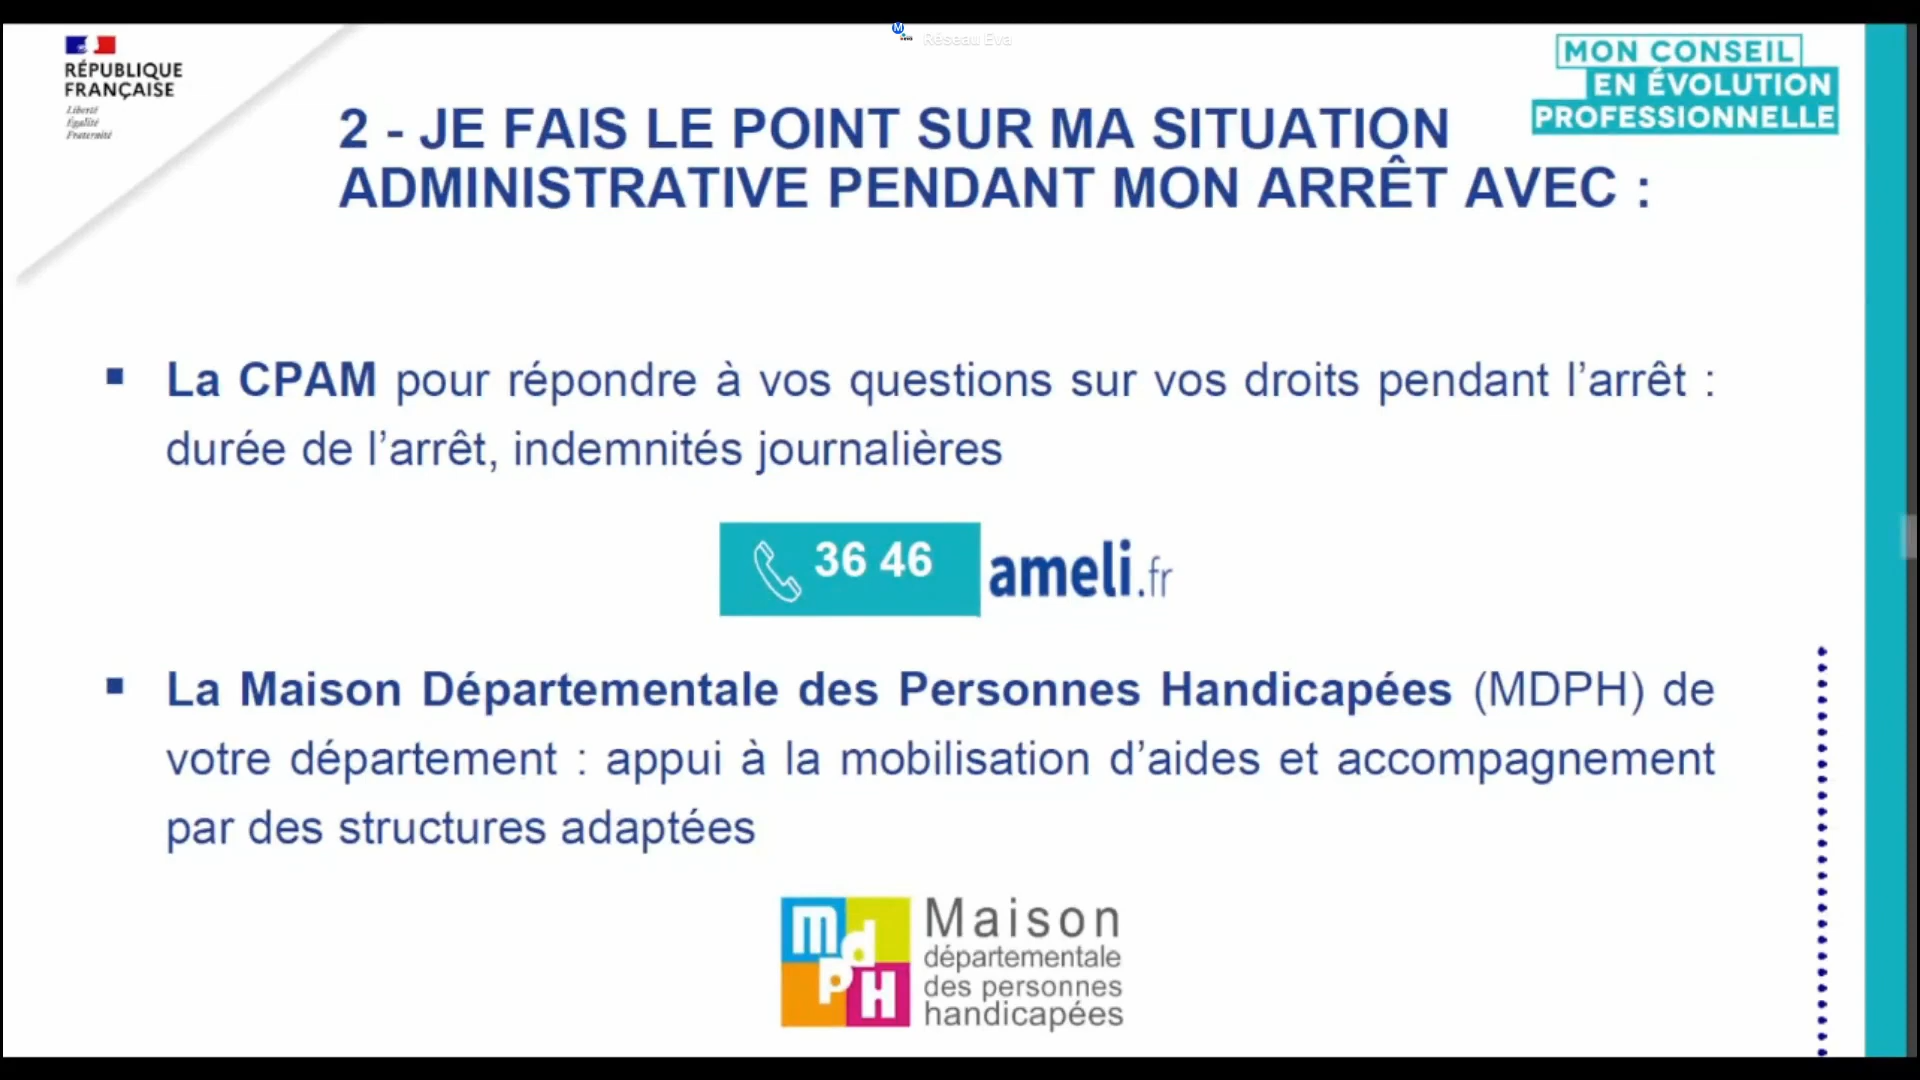 RÉPUBLIQUE
FRANÇAISE
Liberté
Égalité
Fraternité
Réseau Eva
MON CONSEIL
EN ÉVOLUTION
PROFESSIONNELLE
2 - JE FAIS LE POINT SUR MA SITUATION
ADMINISTRATIVE PENDANT MON ARRÊT AVEC :
▪ La CPAM pour répondre à vos questions sur vos droits pendant l’arrêt :
durée de l’arrêt, indemnités journalières
36 46 ameli.fr
▪ La Maison Départementale des Personnes Handicapées (MDPH) de
votre département : appui à la mobilisation d’aides et accompagnement
par des structures adaptées
mdpH
Maison
départementale
des personnes
handicapées